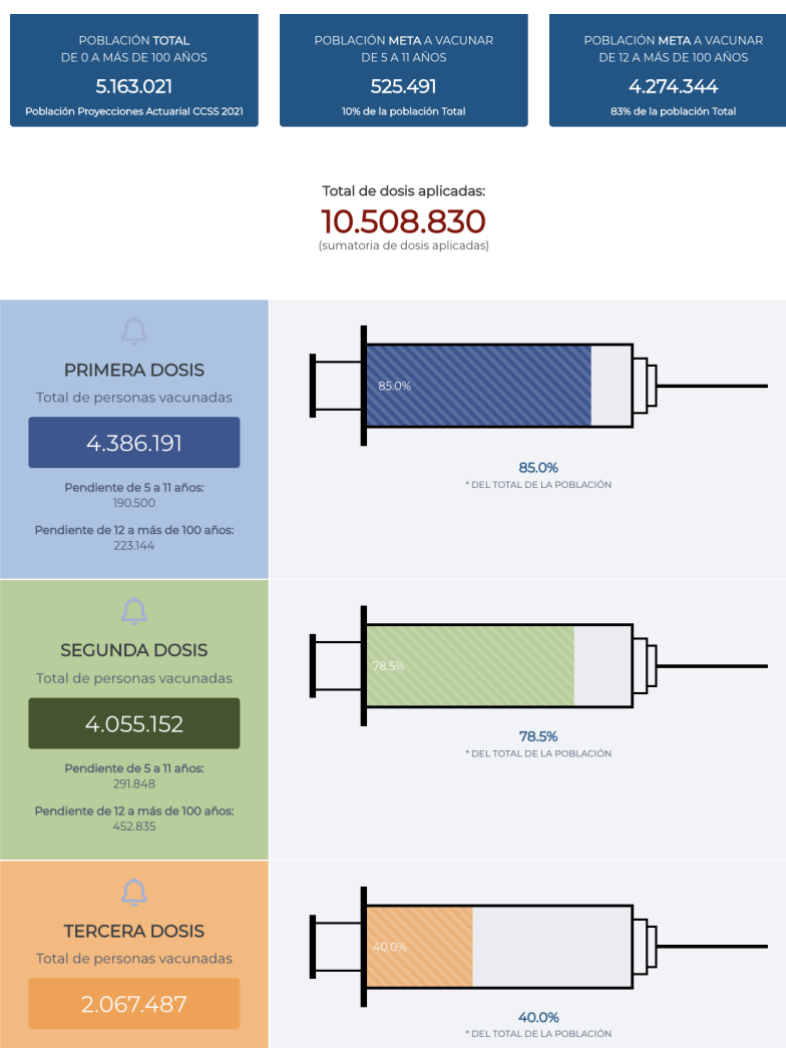 POBLACIÓN TOTAL
DE 0 A MÁS DE 100 AÑOS
5.163.021
Población Proyecciones Actuarial CCSS 2021
POBLACIÓN META A VACUNAR
DE 5 A 11 AÑOS
525.491
10% de la población Total
POBLACIÓN META A VACUNAR
DE 12 A MÁS DE 100 AÑOS
4.274.344
83% de la población Total
Total de dosis aplicadas:
10.508.830
(sumatoria de dosis aplicadas)
PRIMERA DOSIS
Total de personas vacunadas
4.386.191
Pendiente de 5 a 11 años:
190.500
Pendiente de 12 a más de 100 años:
223.144
85.0%
85.0%
* DEL TOTAL DE LA POBLACIÓN
SEGUNDA DOSIS
Total de personas vacunadas
4.055.152
Pendiente de 5 a 11 años:
291.848
Pendiente de 12 a más de 100 años:
452.835
78.5%
78.5%
* DEL TOTAL DE LA POBLACIÓN
TERCERA DOSIS
Total de personas vacunadas
2.067.487
40.0%
40.0%
* DEL TOTAL DE LA POBLACIÓN